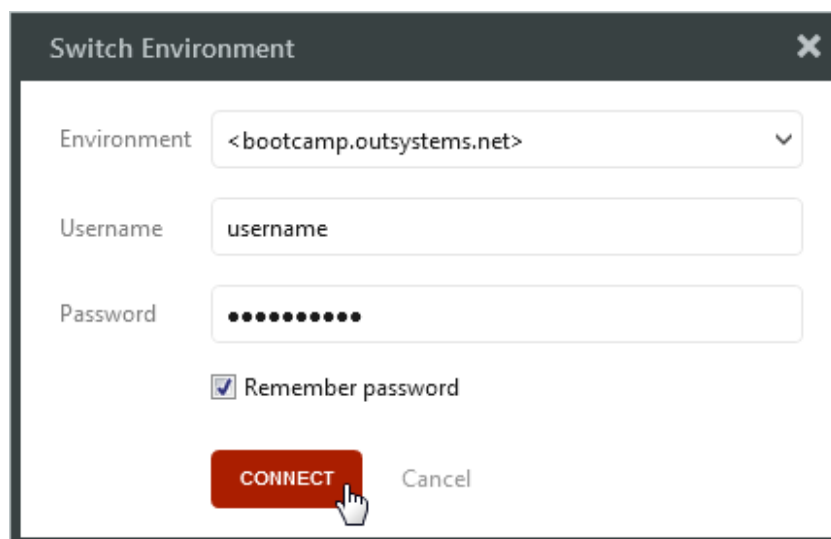 Switch Environment
Environment <bootcamp.outsystems.net>
Username username
Password ••••••••••
Remember password
CONNECT Cancel